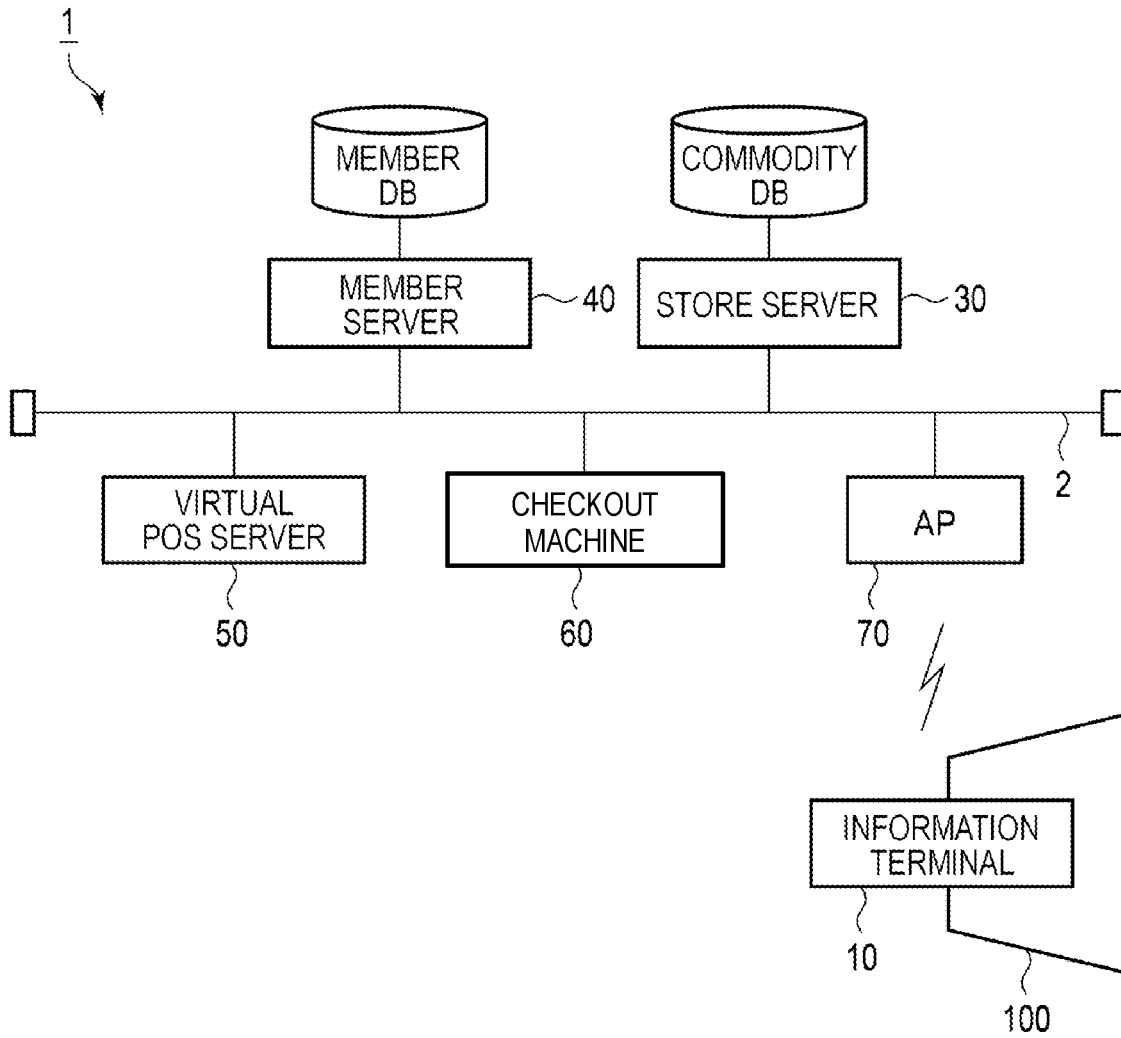 1
MEMBER
DB
COMMODITY
DB
MEMBER
SERVER
40
STORE SERVER
30
2
VIRTUAL
POS SERVER
50
CHECKOUT
MACHINE
60
AP
70
INFORMATION
TERMINAL
10
100